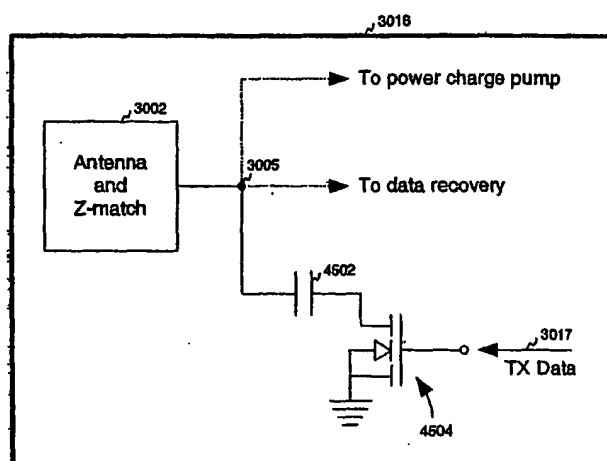 3016
To power charge pump
3002
Antenna
and
Z-match
3005
To data recovery
4502
3017
TX Data
4504